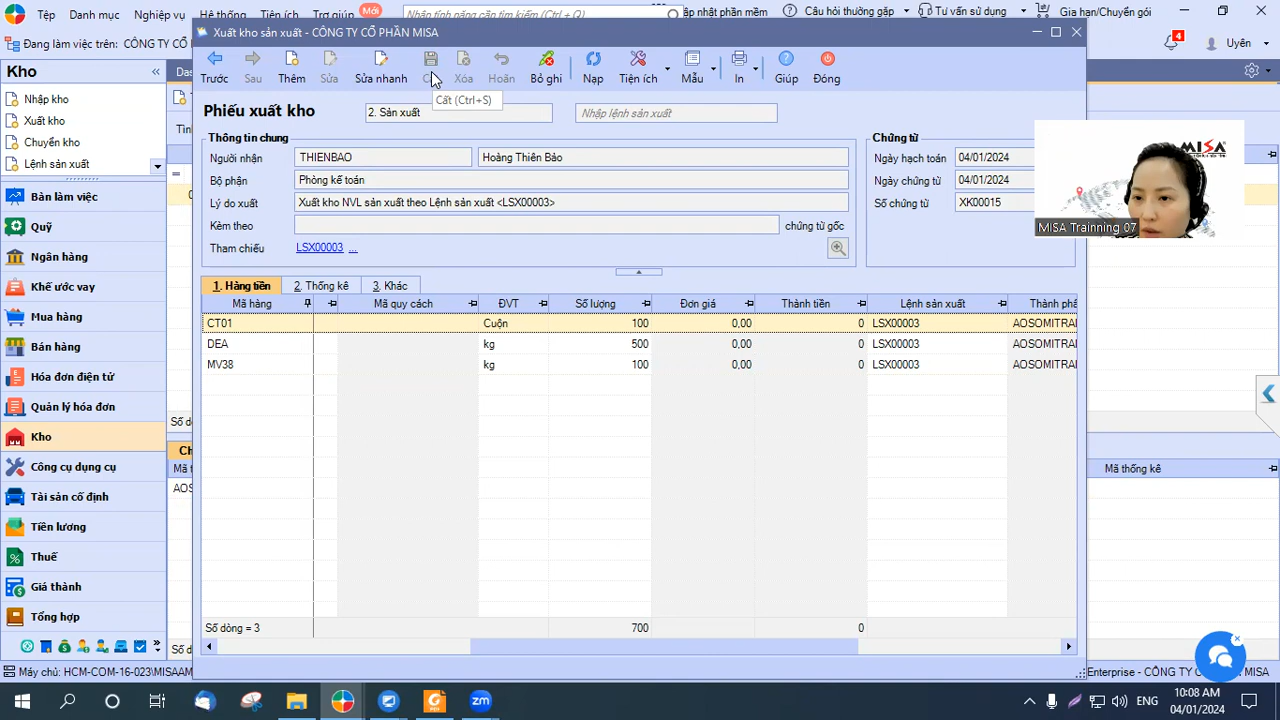 Tệp Danh mục Nghiệp vụ Hệ thống Tiện ích Trợ giúp Mới
Nhập tính năng cần tìm kiếm (Ctrl + Q)
Câu hỏi thường gặp Tư vấn sử dụng Gia hạn/Chuyển gói
Đang làm việc trên: CÔNG TY CỔ PHẦN
4 Uyên
Xuất kho sản xuất - CÔNG TY CỔ PHẦN MISA
Trước Sau Thêm Sửa Sửa nhanh Xóa Hoãn Bỏ ghi Nạp Tiện ích Mẫu In Giúp Đóng
Cất (Ctrl+S)
Kho
Nhập kho
Xuất kho
Chuyển kho
Lệnh sản xuất
Bàn làm việc
Quỹ
Ngân hàng
Khế ước vay
Mua hàng
Bán hàng
Hóa đơn điện tử
Quản lý hóa đơn
Kho
Công cụ dụng cụ
Tài sản cố định
Tiền lương
Thuế
Giá thành
Tổng hợp
Phiếu xuất kho 2. Sản xuất Nhập lệnh sản xuất
Thông tin chung
Người nhận THIENBAO Hoàng Thiên Bảo
Bộ phận Phòng kế toán
Lý do xuất Xuất kho NVL sản xuất theo Lệnh sản xuất <LSX00003>
Kèm theo chứng từ gốc
Tham chiếu LSX00003 ...
Chứng từ
Ngày hạch toán 04/01/2024
Ngày chứng từ 04/01/2024
Số chứng từ XK00015
MISA
MISA Trainning 07
1. Hàng tiền 2. Thống kê 3. Khác
Mã hàng Mã quy cách ĐVT Số lượng Đơn giá Thành tiền Lệnh sản xuất Thành phẩ
CT01 Cuộn 100 0,00 0 LSX00003 AOSOMITRAN
DEA kg 500 0,00 0 LSX00003 AOSOMITRAN
MV38 kg 100 0,00 0 LSX00003 AOSOMITRAN
Số dòng = 3 700 0
Mã thống kê
Máy chủ: HCM-COM-16-023\MISAAM
Enterprise - CÔNG TY CỔ PHẦN MISA
ENG
10:08 AM
04/01/2024